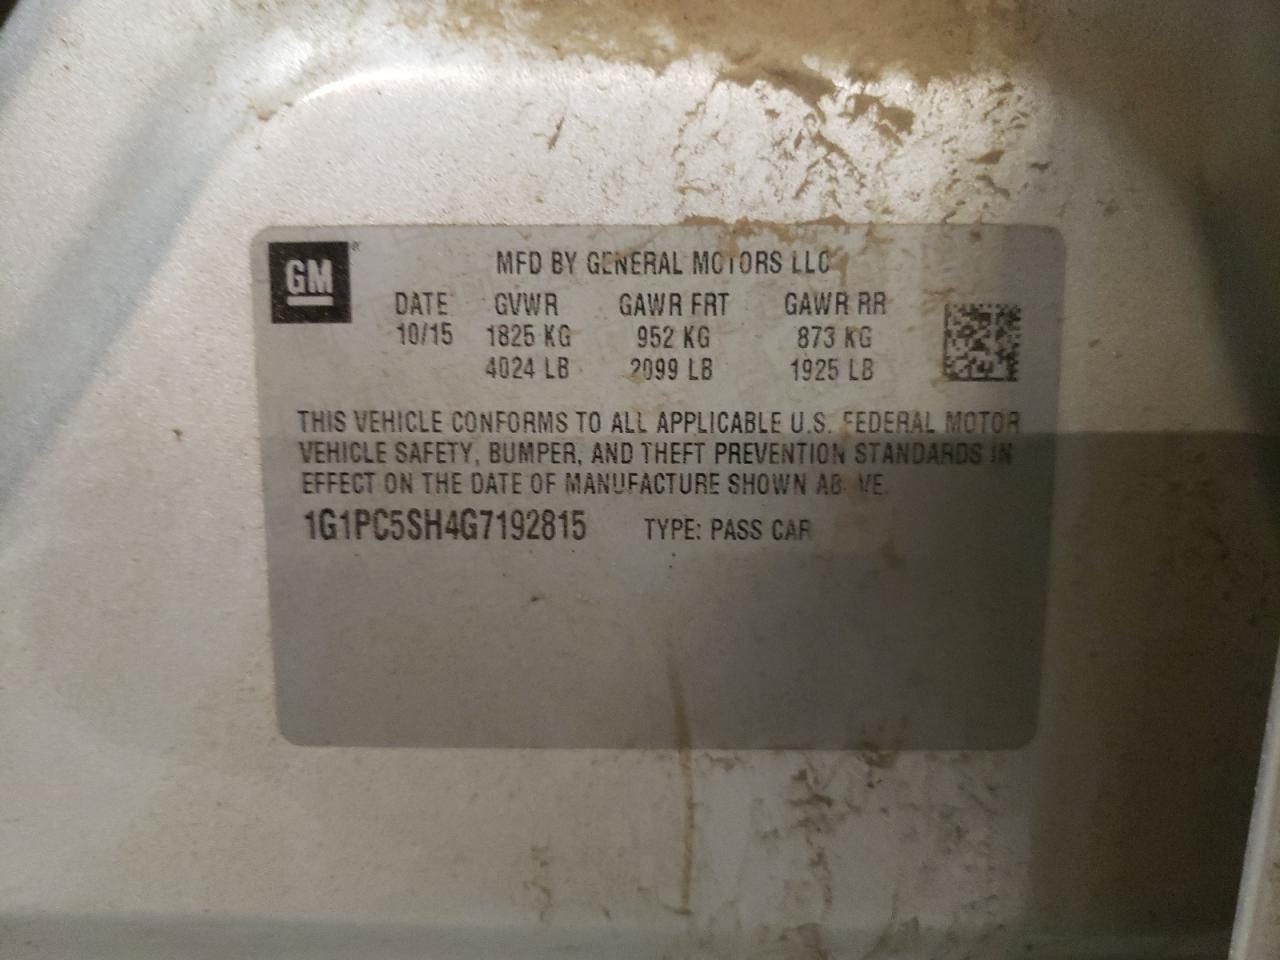 GM
MFD BY GENERAL MOTORS LLC
DATE GVWR GAWR FRT GAWR RR
10/15 1825 KG 952 KG 873 KG
4024 LB 2099 LB 1925 LB
THIS VEHICLE CONFORMS TO ALL APPLICABLE U.S. FEDERAL MOTOR
VEHICLE SAFETY, BUMPER, AND THEFT PREVENTION STANDARDS IN
EFFECT ON THE DATE OF MANUFACTURE SHOWN ABOVE.
1G1PC5SH4G7192815 TYPE: PASS CAR